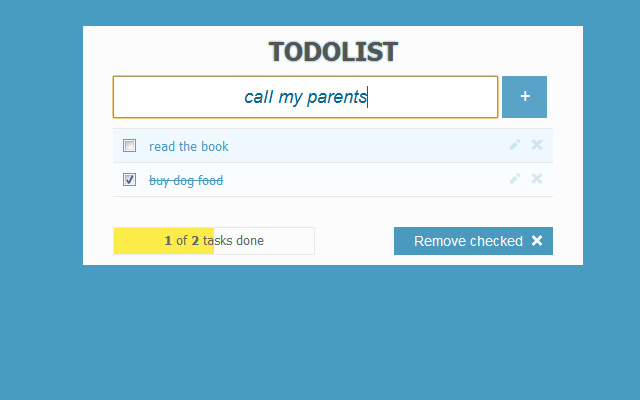 TODOLIST
call my parents
+
read the book
buy dog food
1 of 2 tasks done
Remove checked